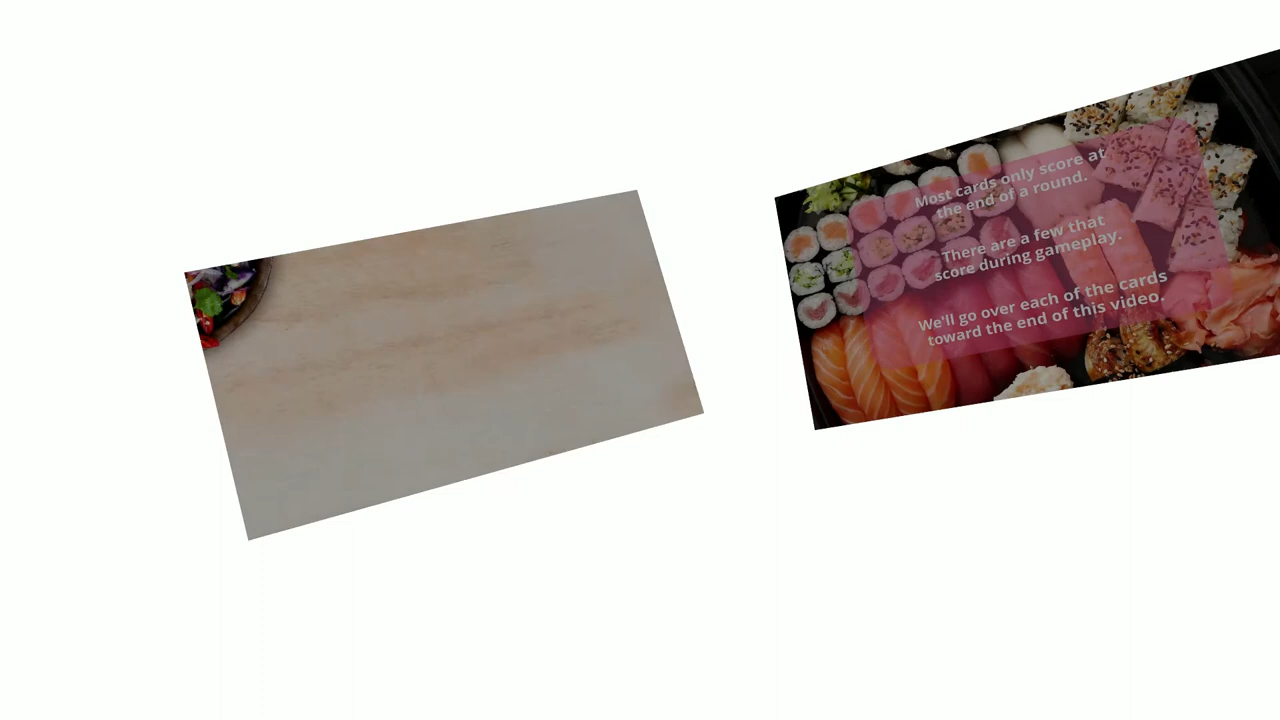 Most cards only score at
the end of a round.
There are a few that
score during gameplay.
We'll go over each of the cards
toward the end of this video.